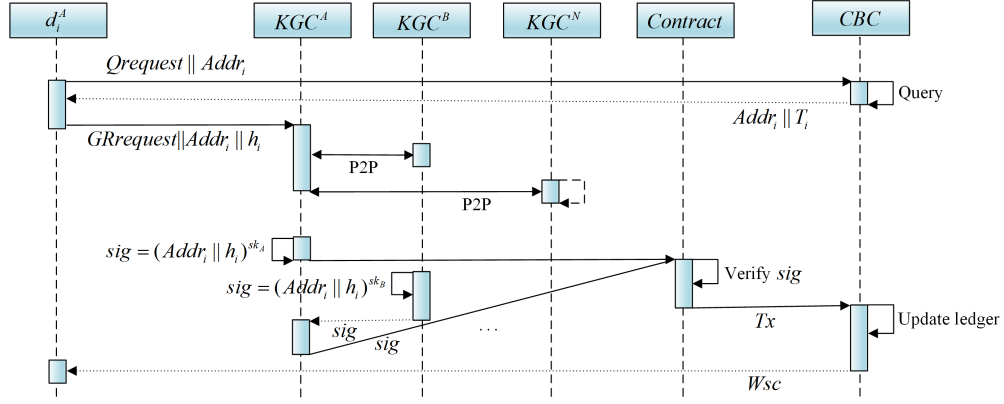 d_i^A KGC^A KGC^B KGC^N Contract CBC
Qrequest || Addr_i
Query
Addr_i || T_i
GRrequest||Addr_i || h_i
P2P
P2P
sig = (Addr_i || h_i)^{sk_A}
Verify sig
sig = (Addr_i || h_i)^{sk_B}
Tx
Update ledger
sig
sig
...
Wsc